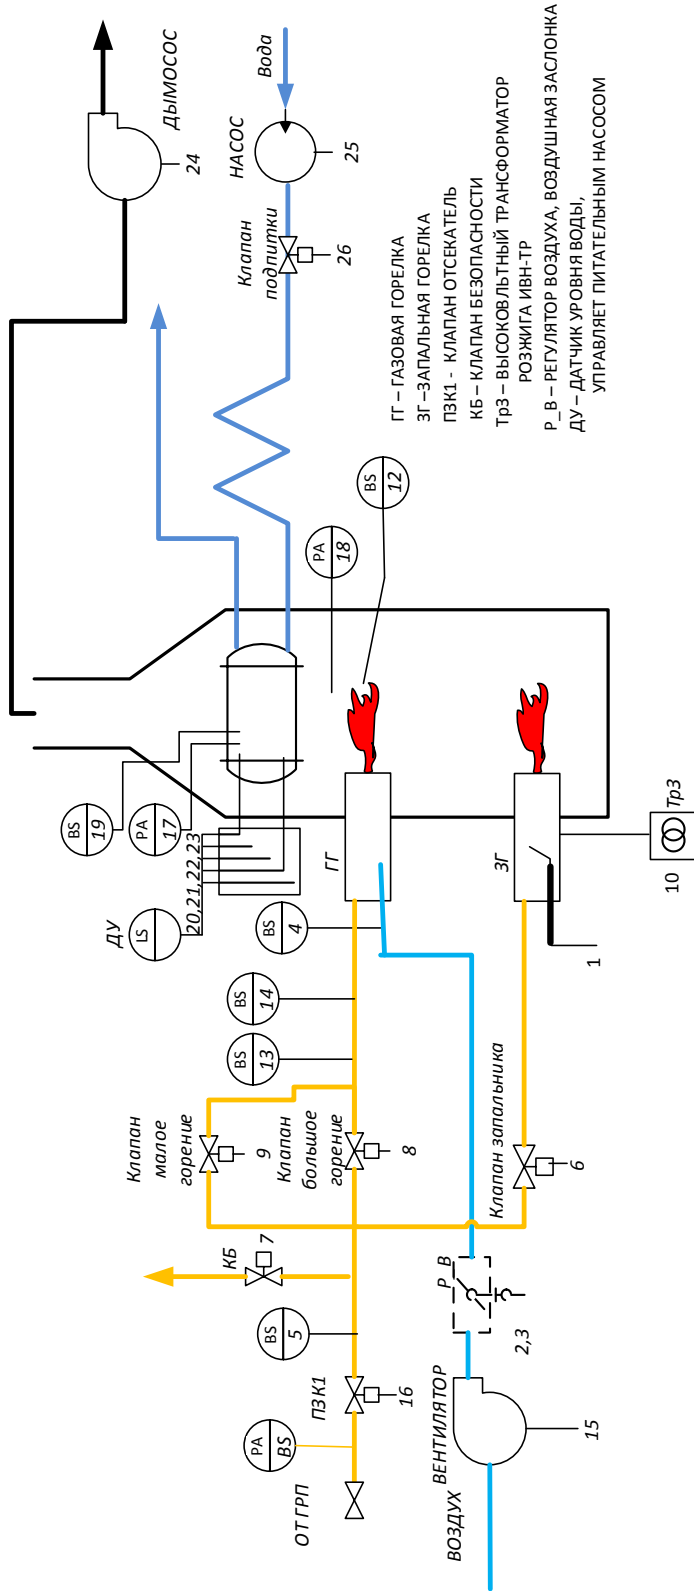 ДЫМОСОС
24
Вода
НАСОС
25
Клапан
подпитки
26
ГГ – ГАЗОВАЯ ГОРЕЛКА
ЗГ –ЗАПАЛЬНАЯ ГОРЕЛКА
ПЗК1 - КЛАПАН ОТСЕКАТЕЛЬ
КБ – КЛАПАН БЕЗОПАСНОСТИ
Тр3 – ВЫСОКОВЛЬТНЫЙ ТРАНСФОРМАТОР
РОЗЖИГА ИВН-ТР
Р_В – РЕГУЛЯТОР ВОЗДУХА, ВОЗДУШНАЯ ЗАСЛОНКА
ДУ – ДАТЧИК УРОВНЯ ВОДЫ,
УПРАВЛЯЕТ ПИТАТЕЛЬНЫМ НАСОСОМ
BS
12
PA
18
BS
19
PA
17
ДУ
LS
20,21,22,23
ГГ
ЗГ
Тр3
10
1
BS
4
BS
14
BS
13
Клапан
малое
горение
9
Клапан
большое
горение
8
Клапан запальника
6
КБ
7
BS
5
ПЗК1
16
PA
BS
ОТ ГРП
Р В
2,3
ВЕНТИЛЯТОР
ВОЗДУХ
15